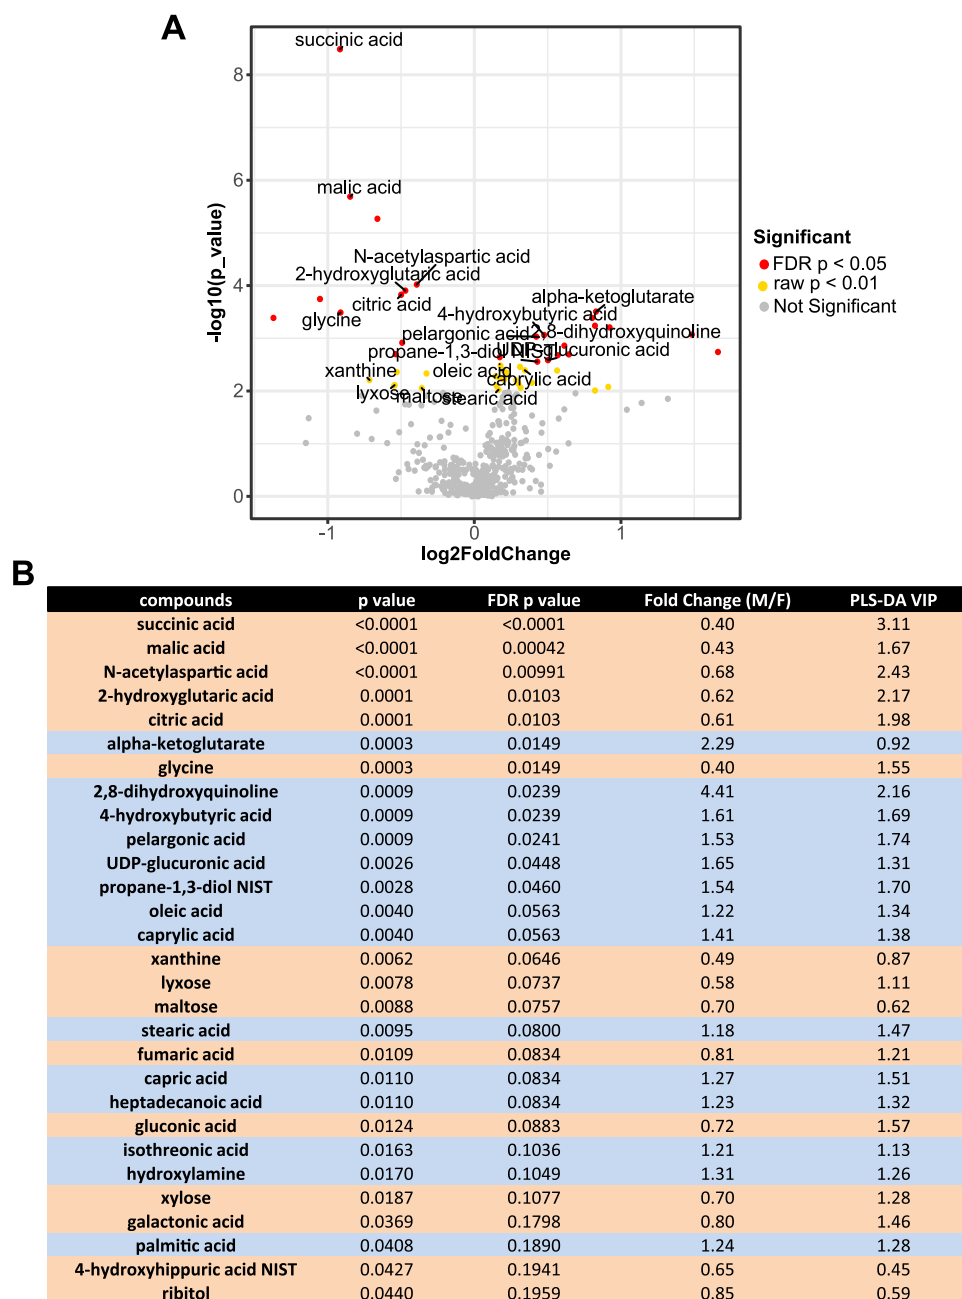 A
succinic acid
8
malic acid
6
N-acetylaspartic acid
2-hydroxyglutaric acid
citric acid
glycine
4
alpha-ketoglutarate
4-hydroxybutyric acid
pelargonic acid
2,8-dihydroxyquinoline
propane-1,3-diol NIST
UDP-glucuronic acid
xanthine
oleic acid
caprylic acid
lyxose
maltose
stearic acid
2
0
-1 0 1
log2FoldChange
-log10(p_value)
Significant
FDR p < 0.05
raw p < 0.01
Not Significant
B
compounds p value FDR p value Fold Change (M/F) PLS-DA VIP
succinic acid <0.0001 <0.0001 0.40 3.11
malic acid <0.0001 0.00042 0.43 1.67
N-acetylaspartic acid <0.0001 0.00991 0.68 2.43
2-hydroxyglutaric acid 0.0001 0.0103 0.62 2.17
citric acid 0.0001 0.0103 0.61 1.98
alpha-ketoglutarate 0.0003 0.0149 2.29 0.92
glycine 0.0003 0.0149 0.40 1.55
2,8-dihydroxyquinoline 0.0009 0.0239 4.41 2.16
4-hydroxybutyric acid 0.0009 0.0239 1.61 1.69
pelargonic acid 0.0009 0.0241 1.53 1.74
UDP-glucuronic acid 0.0026 0.0448 1.65 1.31
propane-1,3-diol NIST 0.0028 0.0460 1.54 1.70
oleic acid 0.0040 0.0563 1.22 1.34
caprylic acid 0.0040 0.0563 1.41 1.38
xanthine 0.0062 0.0646 0.49 0.87
lyxose 0.0078 0.0737 0.58 1.11
maltose 0.0088 0.0757 0.70 0.62
stearic acid 0.0095 0.0800 1.18 1.47
fumaric acid 0.0109 0.0834 0.81 1.21
capric acid 0.0110 0.0834 1.27 1.51
heptadecanoic acid 0.0110 0.0834 1.23 1.32
gluconic acid 0.0124 0.0883 0.72 1.57
isothreonic acid 0.0163 0.1036 1.21 1.13
hydroxylamine 0.0170 0.1049 1.31 1.26
xylose 0.0187 0.1077 0.70 1.28
galactonic acid 0.0369 0.1798 0.80 1.46
palmitic acid 0.0408 0.1890 1.24 1.28
4-hydroxyhippuric acid NIST 0.0427 0.1941 0.65 0.45
ribitol 0.0440 0.1959 0.85 0.59